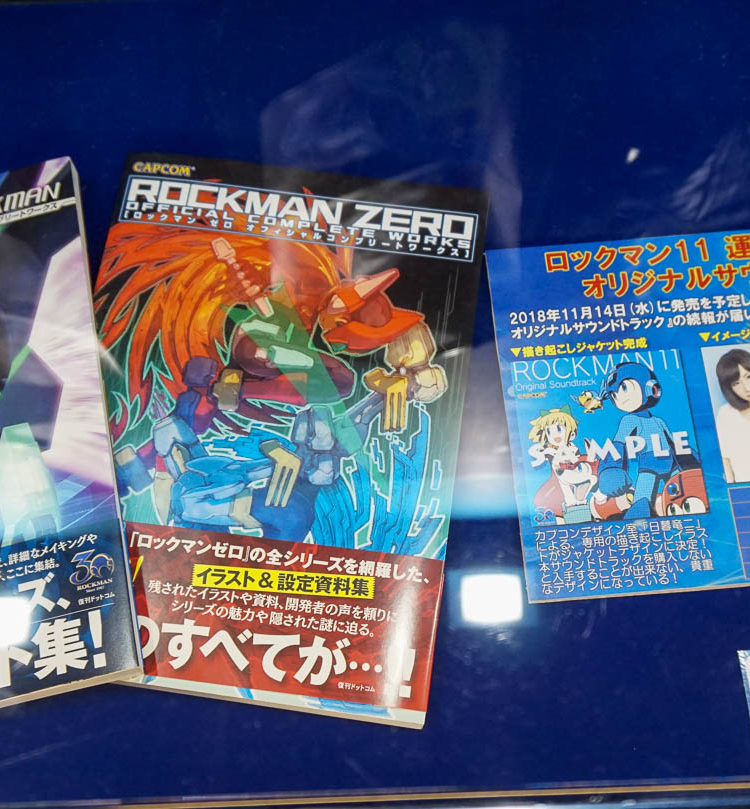 KMAN
プリートワークス
詳細なメイキングや
ここに集結。
30
ROCKMAN
復刊ドットコム
ズ、
ト集!
CAPCOM
ROCKMAN ZERO
OFFICIAL COMPLETE WORKS
[ロックマン ゼロ オフィシャルコンプリートワークス]
『ロックマンゼロ』の全シリーズを網羅した、
イラスト&設定資料集
残されたイラストや資料、開発者の声を頼りに
シリーズの魅力や隠された謎に迫る。
のすべてが…!
復刊ドットコム
ロックマン11 運
オリジナルサウ
2018年11月14日(水)に発売を予定し
オリジナルサウンドトラック』の続報が届い
▼描き起こしジャケット完成
▼イメージ
ROCKMAN 11
Original Soundtrack
CAPCOM
SAMPLE
30
カプコンデザイン室 日暮竜二
による、専用の描き起こしイラスト
がジャケットデザインに決定!
本サウンドトラックを購入しない
と入手することが出来ない、貴重
なデザインになっている!